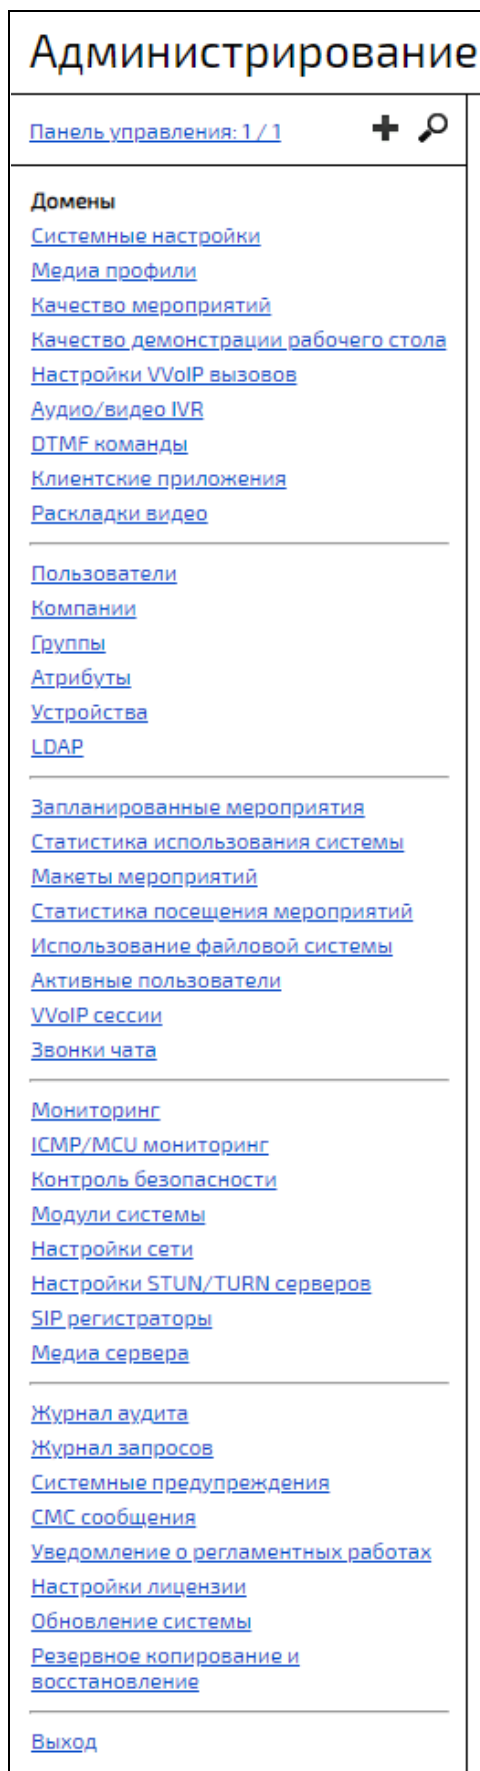 Администрирование
Панель управления: 1 / 1
Домены
Системные настройки
Медиа профили
Качество мероприятий
Качество демонстрации рабочего стола
Настройки VVoIP вызовов
Аудио/видео IVR
DTMF команды
Клиентские приложения
Раскладки видео
Пользователи
Компании
Группы
Атрибуты
Устройства
LDAP
Запланированные мероприятия
Статистика использования системы
Макеты мероприятий
Статистика посещения мероприятий
Использование файловой системы
Активные пользователи
VVoIP сессии
Звонки чата
Мониторинг
ICMP/MCU мониторинг
Контроль безопасности
Модули системы
Настройки сети
Настройки STUN/TURN серверов
SIP регистраторы
Медиа сервера
Журнал аудита
Журнал запросов
Системные предупреждения
СМС сообщения
Уведомление о регламентных работах
Настройки лицензии
Обновление системы
Резервное копирование и
восстановление
Выход